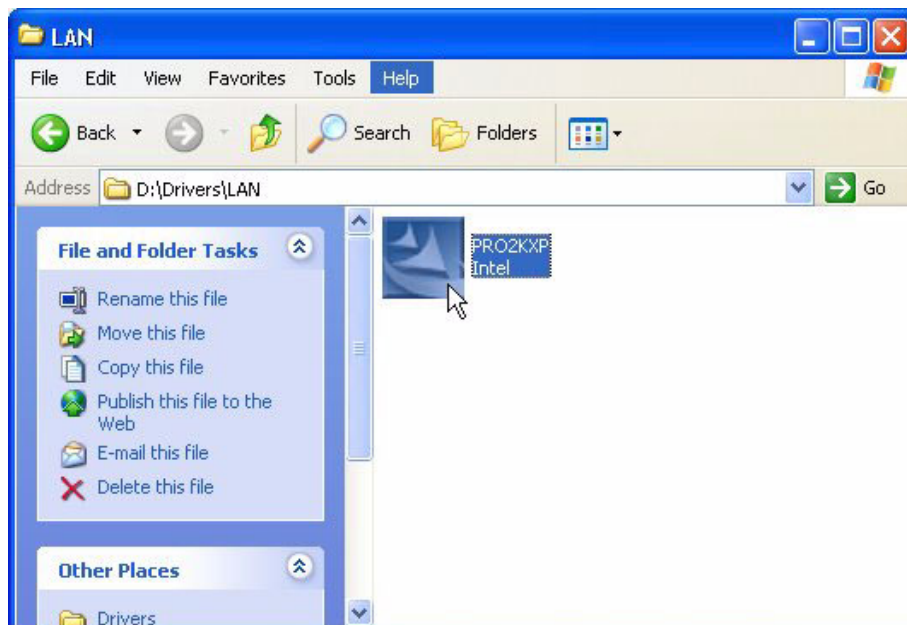 LAN
File Edit View Favorites Tools Help
Back Search Folders
Address D:\Drivers\LAN Go
File and Folder Tasks
Rename this file
Move this file
Copy this file
Publish this file to the
Web
E-mail this file
Delete this file
Other Places
Drivers
PRO2KXP
Intel